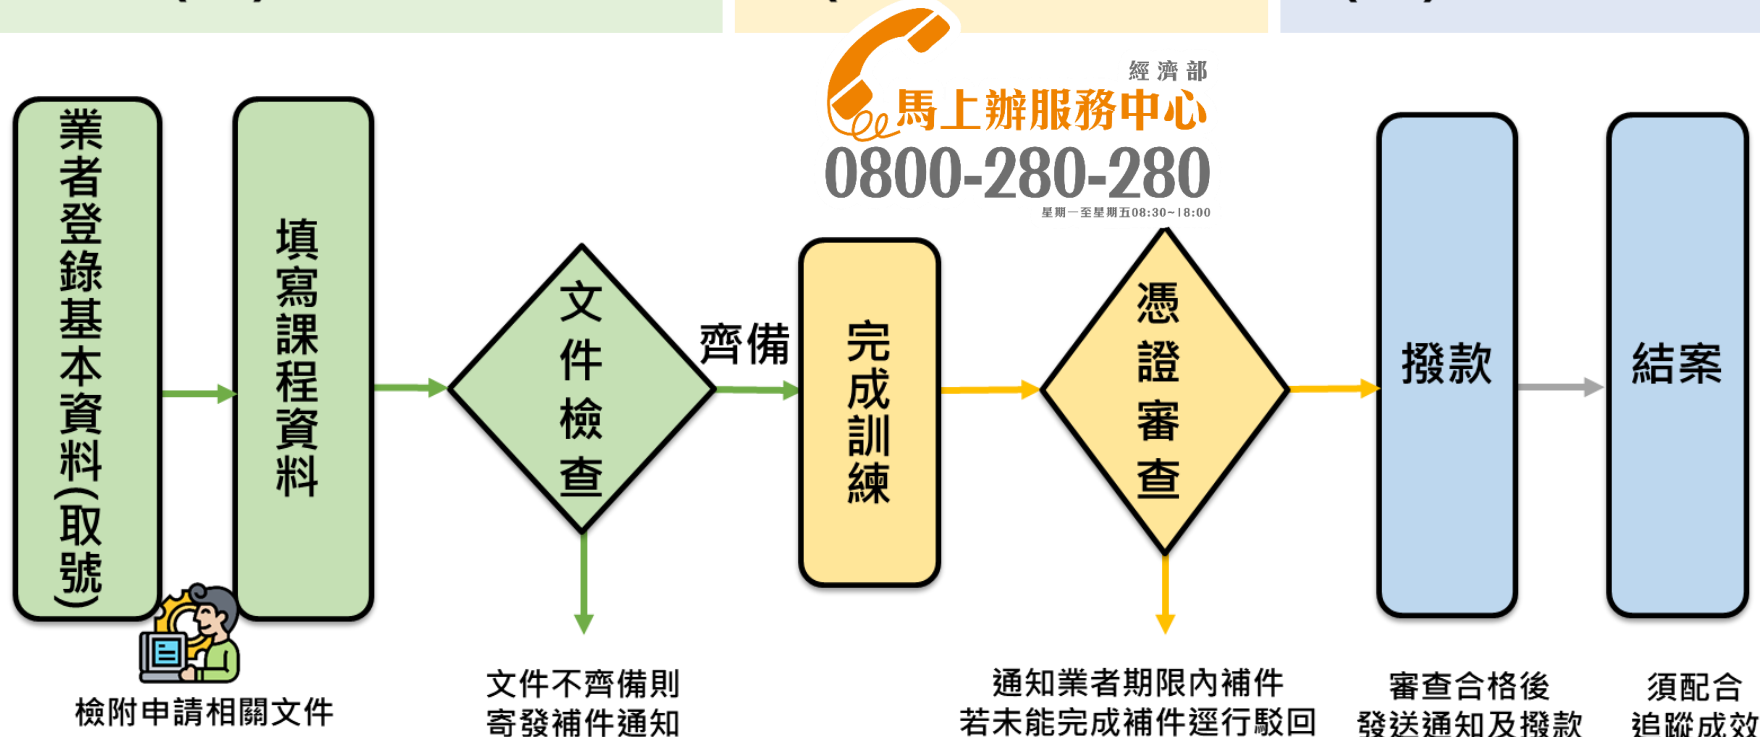 經濟部
馬上辦服務中心
0800-280-280
星期一至星期五08:30~18:00
業者登錄基本資料(取號)
填寫課程資料
文件檢查
齊備
完成訓練
憑證審查
撥款
結案
檢附申請相關文件
文件不齊備則
寄發補件通知
通知業者期限內補件
若未能完成補件逕行駁回
審查合格後
發送通知及撥款
須配合
追蹤成效